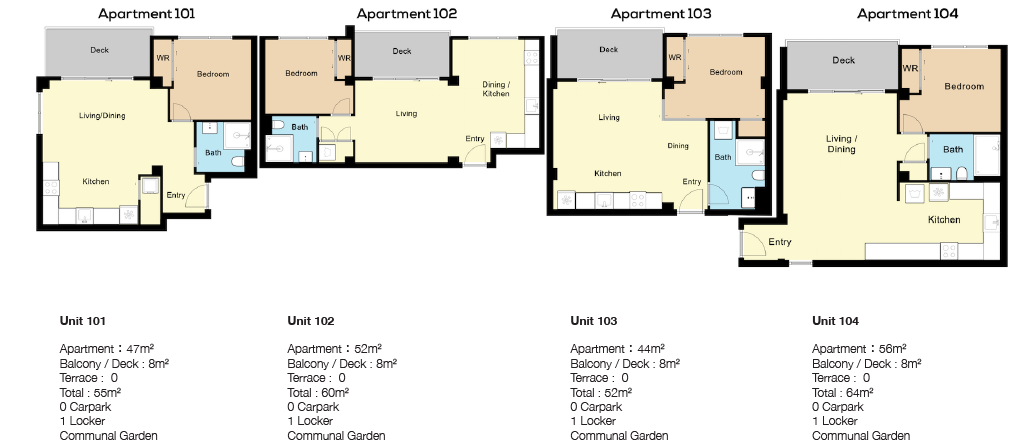 Apartment 101
Deck
WR
Bedroom
Living/Dining
Bath
Kitchen
Entry
Apartment 102
Bedroom
WR
Deck
Dining /
Kitchen
Living
Bath
Entry
Apartment 103
Deck
WR
Bedroom
Living
Dining
Bath
Kitchen
Entry
Apartment 104
Deck
WR
Bedroom
Living /
Dining
Bath
Kitchen
Entry
Unit 101
Apartment : 47m²
Balcony / Deck : 8m²
Terrace : 0
Total : 55m²
0 Carpark
1 Locker
Communal Garden
Unit 102
Apartment : 52m²
Balcony / Deck : 8m²
Terrace : 0
Total : 60m²
0 Carpark
1 Locker
Communal Garden
Unit 103
Apartment : 44m²
Balcony / Deck : 8m²
Terrace : 0
Total : 52m²
0 Carpark
1 Locker
Communal Garden
Unit 104
Apartment : 56m²
Balcony / Deck : 8m²
Terrace : 0
Total : 64m²
0 Carpark
1 Locker
Communal Garden